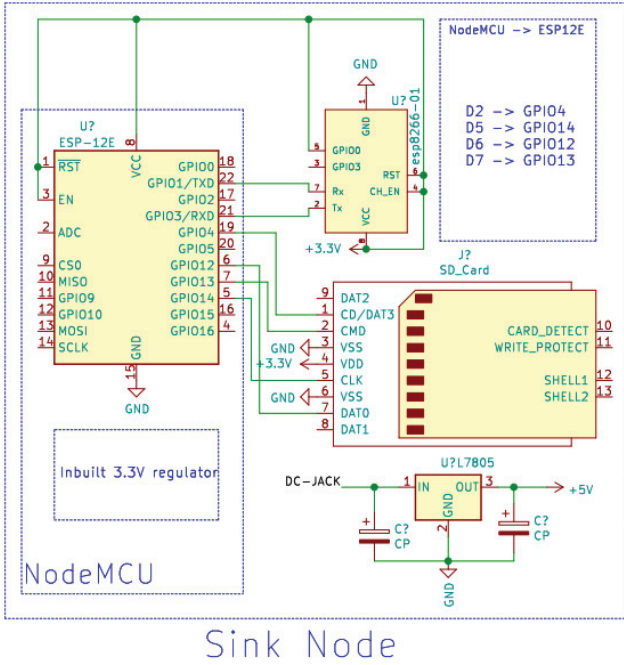 NodeMCU -> ESP12E
D2 -> GPIO4
D5 -> GPIO14
D6 -> GPIO12
D7 -> GPIO13
GND
U?
esp8266-01
1
GND
5 GPIO0
3 GPIO3
7 Rx
2 Tx
RST 6
CH_EN 4
VCC
8
+3.3V
U?
ESP-12E
8
VCC
1 RST
3 EN
2 ADC
9 CS0
10 MISO
11 GPIO9
12 GPIO10
13 MOSI
14 SCLK
GPIO0 18
GPIO1/TXD 22
GPIO2 17
GPIO3/RXD 21
GPIO4 19
GPIO5 20
GPIO12 6
GPIO13 7
GPIO14 5
GPIO15 16
GPIO16 4
GND
15
GND
J?
SD_Card
9 DAT2
1 CD/DAT3
2 CMD
GND 3 VSS
+3.3V 4 VDD
5 CLK
GND 6 VSS
7 DAT0
8 DAT1
CARD_DETECT 10
WRITE_PROTECT 11
SHELL1 12
SHELL2 13
Inbuilt 3.3V regulator
NodeMCU
U?L7805
DC-JACK 1 IN OUT 3 +5V
GND
2
+ C?
CP
+ C?
CP
GND
Sink Node